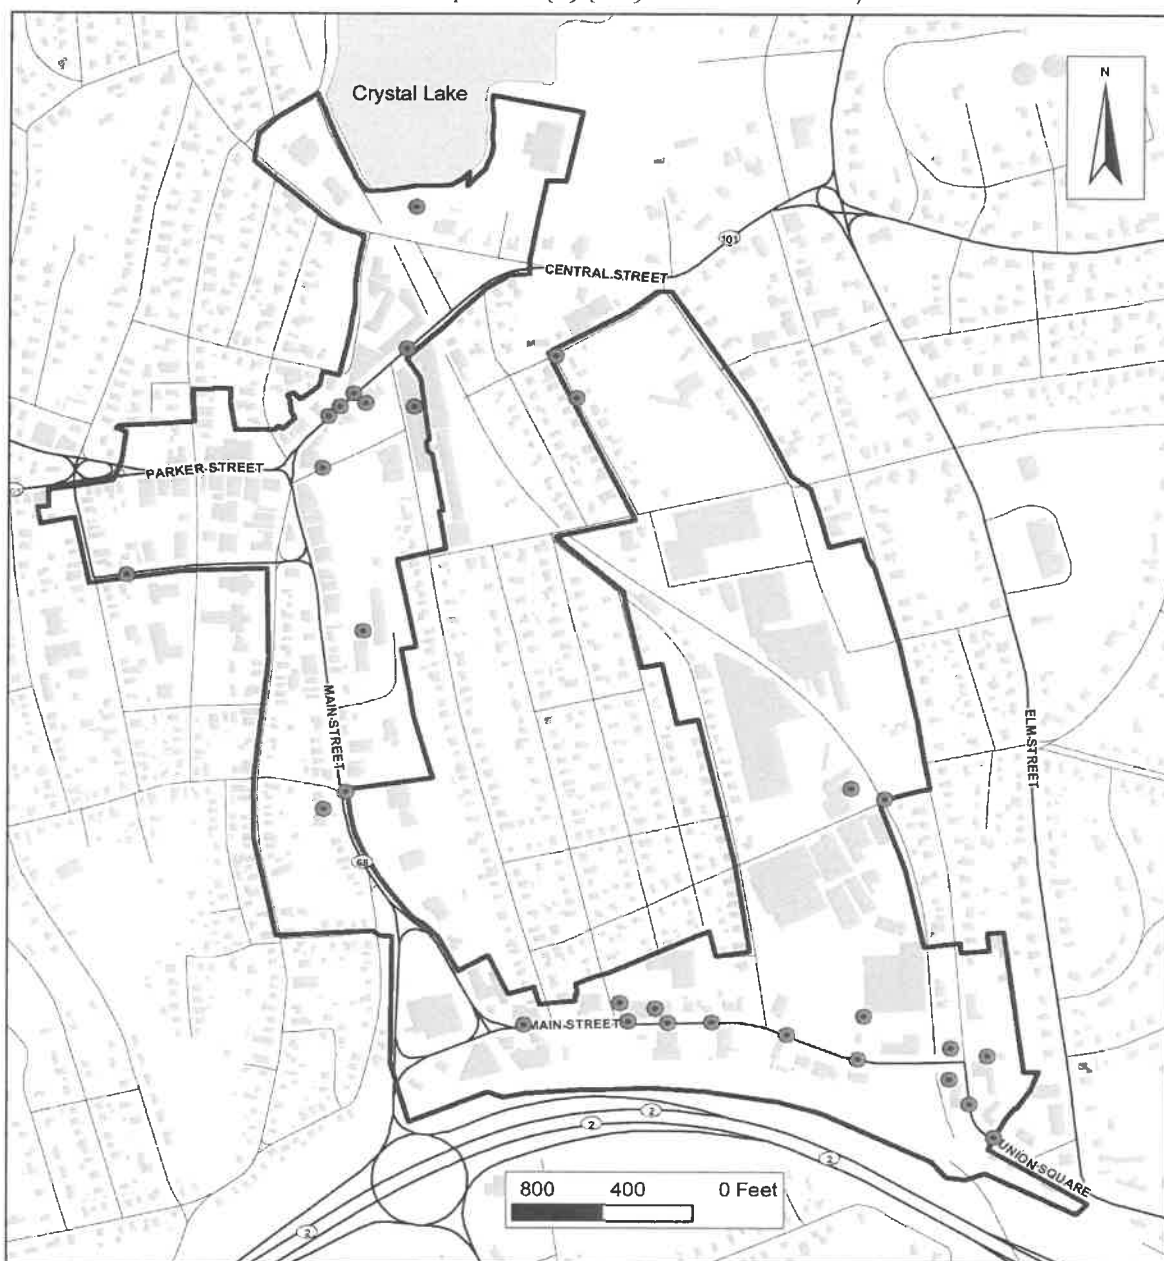 Crystal Lake
N
101
CENTRAL STREET
PARKER STREET
MAIN STREET
ELM STREET
68
MAIN STREET
UNION SQUARE
2
2
2
2
800 400 0 Feet